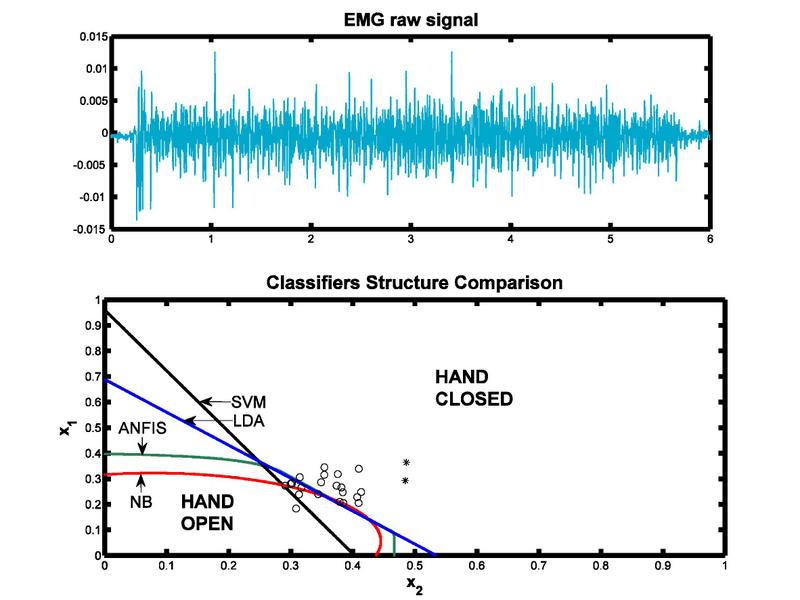 EMG raw signal
0.015
0.01
0.005
0
-0.005
-0.01
-0.015
0 1 2 3 4 5 6
Classifiers Structure Comparison
1
0.9
0.8
0.7
0.6
0.5
0.4
0.3
0.2
0.1
0
x1
HAND
CLOSED
SVM
LDA
ANFIS
NB
HAND
OPEN
0 0.1 0.2 0.3 0.4 0.5 0.6 0.7 0.8 0.9 1
x2